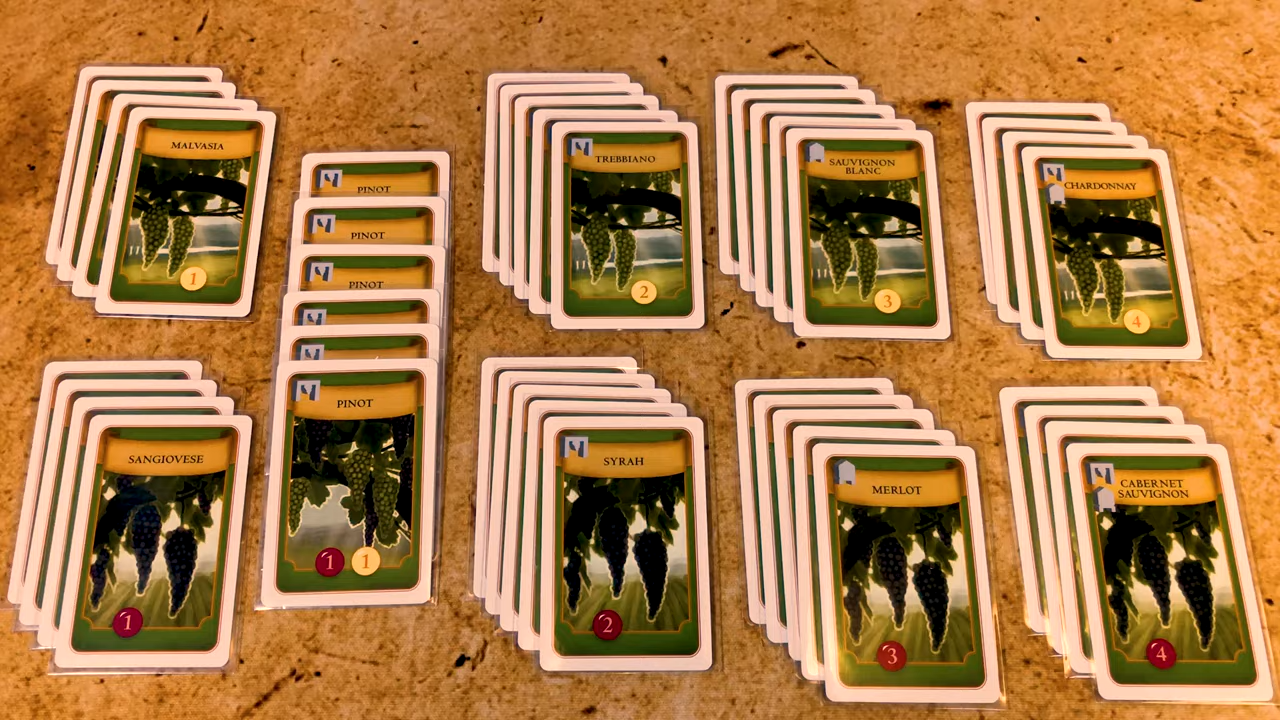 MALVASIA
1
PINOT
PINOT
PINOT
PINOT
1 1
TREBBIANO
2
SAUVIGNON
BLANC
3
CHARDONNAY
4
SANGIOVESE
1
SYRAH
2
MERLOT
3
CABERNET
SAUVIGNON
4